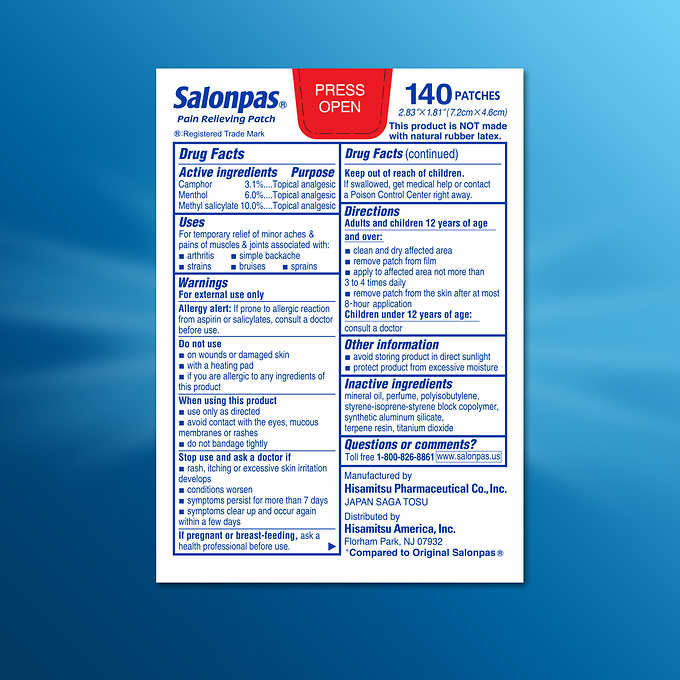 PRESS
OPEN
Salonpas®
Pain Relieving Patch
®:Registered Trade Mark
140 PATCHES
2.83"×1.81"(7.2cm×4.6cm)
This product is NOT made
with natural rubber latex.
Drug Facts
Active ingredients Purpose
Camphor 3.1%....Topical analgesic
Menthol 6.0%....Topical analgesic
Methyl salicylate 10.0%....Topical analgesic
Uses
For temporary relief of minor aches &
pains of muscles & joints associated with:
■ arthritis ■ simple backache
■ strains ■ bruises ■ sprains
Warnings
For external use only
Allergy alert: If prone to allergic reaction
from aspirin or salicylates, consult a doctor
before use.
Do not use
■ on wounds or damaged skin
■ with a heating pad
■ if you are allergic to any ingredients of
this product
When using this product
■ use only as directed
■ avoid contact with the eyes, mucous
membranes or rashes
■ do not bandage tightly
Stop use and ask a doctor if
■ rash, itching or excessive skin irritation
develops
■ conditions worsen
■ symptoms persist for more than 7 days
■ symptoms clear up and occur again
within a few days
If pregnant or breast-feeding, ask a
health professional before use.
Drug Facts (continued)
Keep out of reach of children.
If swallowed, get medical help or contact
a Poison Control Center right away.
Directions
Adults and children 12 years of age
and over:
■ clean and dry affected area
■ remove patch from film
■ apply to affected area not more than
3 to 4 times daily
■ remove patch from the skin after at most
8-hour application
Children under 12 years of age:
consult a doctor
Other information
■ avoid storing product in direct sunlight
■ protect product from excessive moisture
Inactive ingredients
mineral oil, perfume, polyisobutylene,
styrene-isoprene-styrene block copolymer,
synthetic aluminum silicate,
terpene resin, titanium dioxide
Questions or comments?
Toll free 1-800-826-8861 www.salonpas.us
Manufactured by
Hisamitsu Pharmaceutical Co., Inc.
JAPAN SAGA TOSU
Distributed by
Hisamitsu America, Inc.
Florham Park, NJ 07932
*Compared to Original Salonpas®